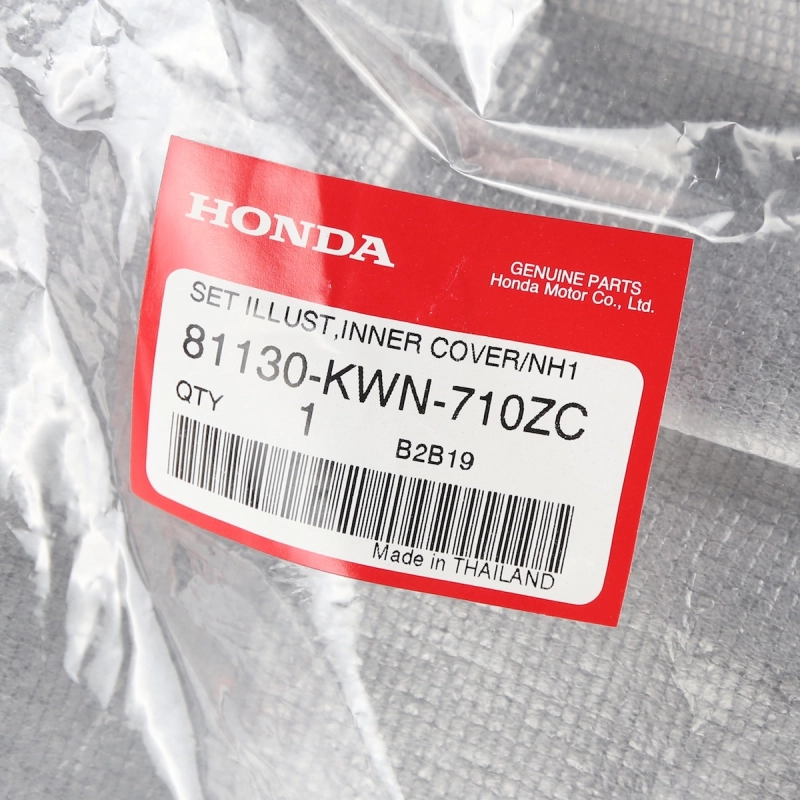 HONDA
GENUINE PARTS
Honda Motor Co., Ltd.
SET ILLUST,INNER COVER/NH1
81130-KWN-710ZC
QTY 1
B2B19
Made in THAILAND